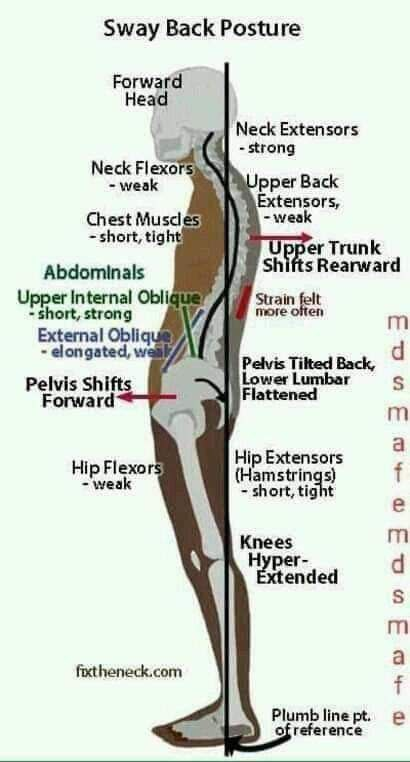 Sway Back Posture
Forward
Head
Neck Extensors
- strong
Neck Flexors
- weak
Upper Back
Extensors,
- weak
Chest Muscles
- short, tight
Upper Trunk
Shifts Rearward
Abdominals
Upper Internal Oblique
- short, strong
Strain felt
more often
External Oblique
- elongated, weak
Pelvis Tilted Back,
Lower Lumbar
Flattened
Pelvis Shifts
Forward
Hip Flexors
- weak
Hip Extensors
(Hamstrings)
- short, tight
Knees
Hyper-
Extended
fixtheneck.com
Plumb line pt.
of reference
m
d
s
m
a
f
e
m
d
s
m
a
f
e